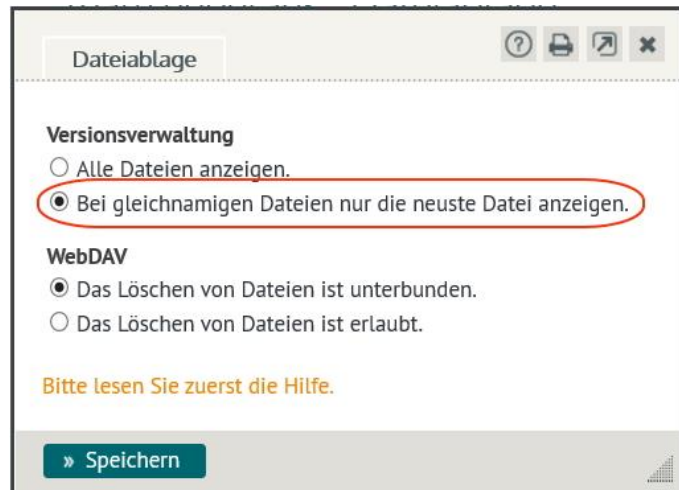 Dateiablage
Versionsverwaltung
Alle Dateien anzeigen.
Bei gleichnamigen Dateien nur die neuste Datei anzeigen.
WebDAV
Das Löschen von Dateien ist unterbunden.
Das Löschen von Dateien ist erlaubt.
Bitte lesen Sie zuerst die Hilfe.
» Speichern